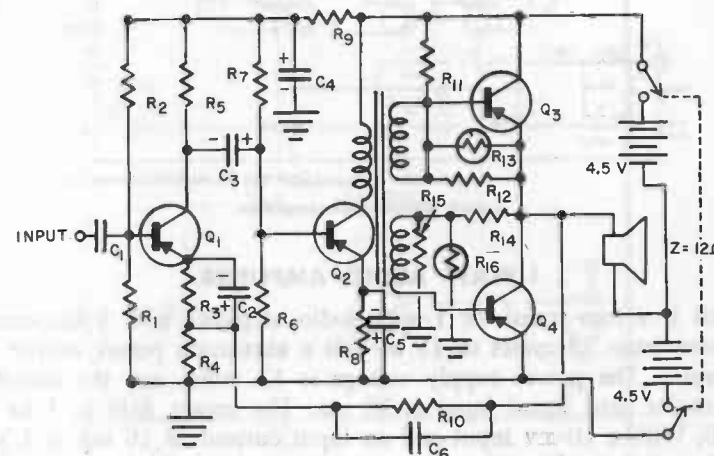 R2
R5
R7
+
-
C4
R9
R11
Q3
4.5 V
-
+
C3
R13
R12
INPUT
C1
Q1
Q2
R15
R14
Z = 12Ω
R16
R1
R3
+
C2
R6
R4
R8
+
C5
Q4
4.5 V
R10
C6